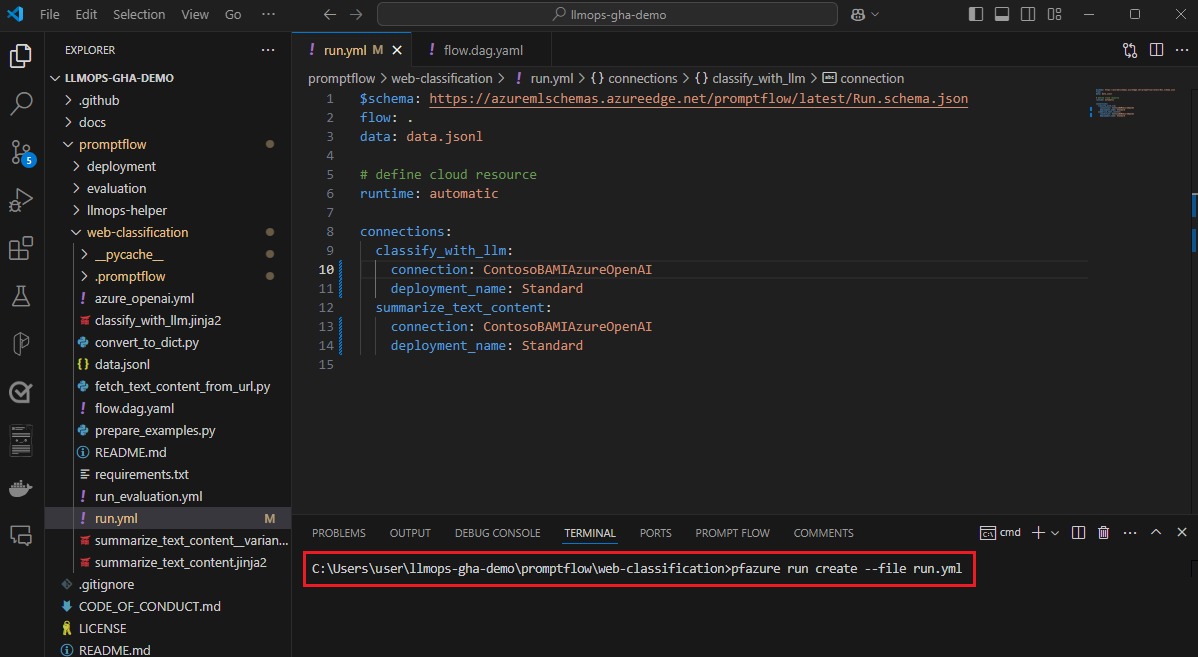 File Edit Selection View Go ···
llmops-gha-demo
EXPLORER ···
LLMOPS-GHA-DEMO
.github
docs
promptflow
deployment
evaluation
llmops-helper
web-classification
__pycache__
.promptflow
! azure_openai.yml
classify_with_llm.jinja2
convert_to_dict.py
{} data.jsonl
fetch_text_content_from_url.py
! flow.dag.yaml
prepare_examples.py
README.md
requirements.txt
! run_evaluation.yml
! run.yml M
summarize_text_content__varian...
summarize_text_content.jinja2
.gitignore
CODE_OF_CONDUCT.md
LICENSE
README.md
5
! run.yml M
! flow.dag.yaml
promptflow > web-classification > ! run.yml > {} connections > {} classify_with_llm > abc connection
1 $schema: https://azuremlschemas.azureedge.net/promptflow/latest/Run.schema.json
2 flow: .
3 data: data.jsonl
4
5 # define cloud resource
6 runtime: automatic
7
8 connections:
9 classify_with_llm:
10 connection: ContosoBAMIAzureOpenAI
11 deployment_name: Standard
12 summarize_text_content:
13 connection: ContosoBAMIAzureOpenAI
14 deployment_name: Standard
15
PROBLEMS OUTPUT DEBUG CONSOLE TERMINAL PORTS PROMPT FLOW COMMENTS
cmd
C:\Users\user\llmops-gha-demo\promptflow\web-classification>pfazure run create --file run.yml